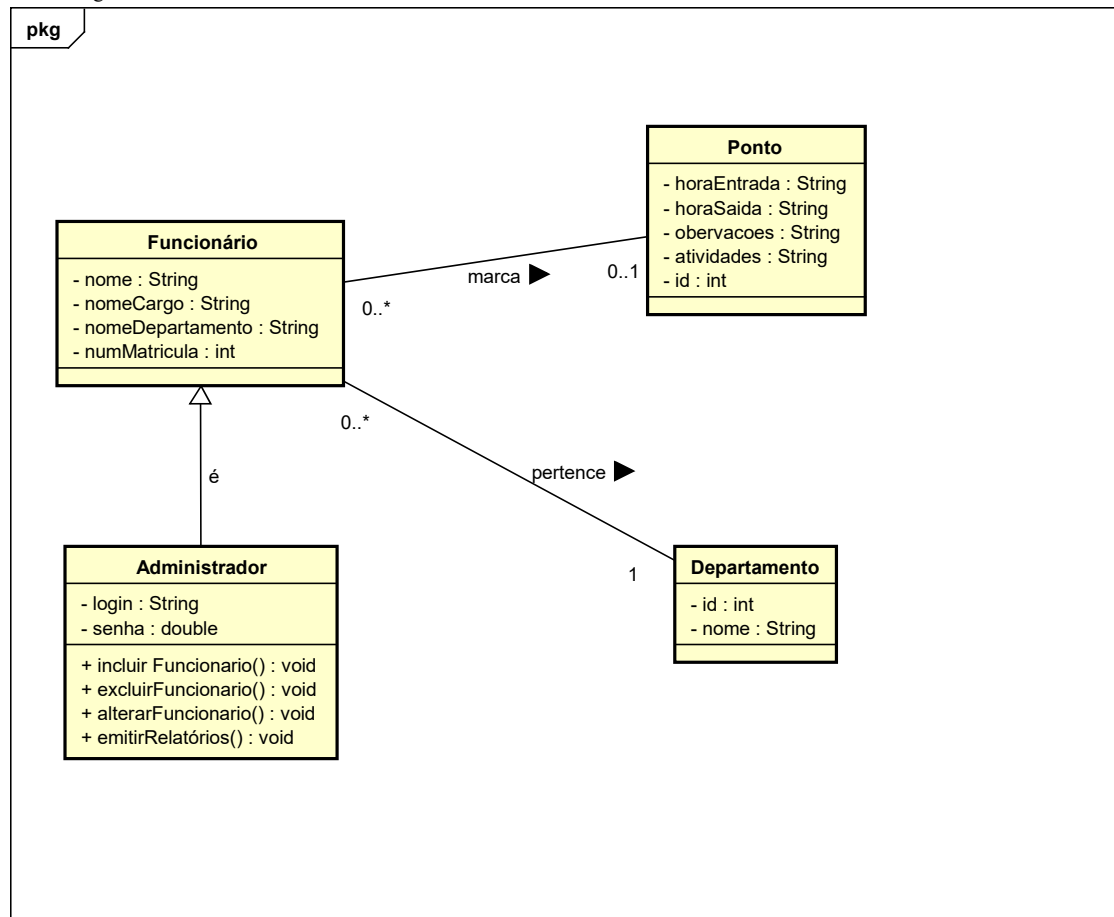 pkg
Ponto
- horaEntrada : String
- horaSaida : String
- obervacoes : String
- atividades : String
- id : int
Funcionário
- nome : String
- nomeCargo : String
- nomeDepartamento : String
- numMatricula : int
marca
0..1
0..*
0..*
pertence
é
1
Administrador
- login : String
- senha : double
+ incluir Funcionario() : void
+ excluirFuncionario() : void
+ alterarFuncionario() : void
+ emitirRelatórios() : void
Departamento
- id : int
- nome : String